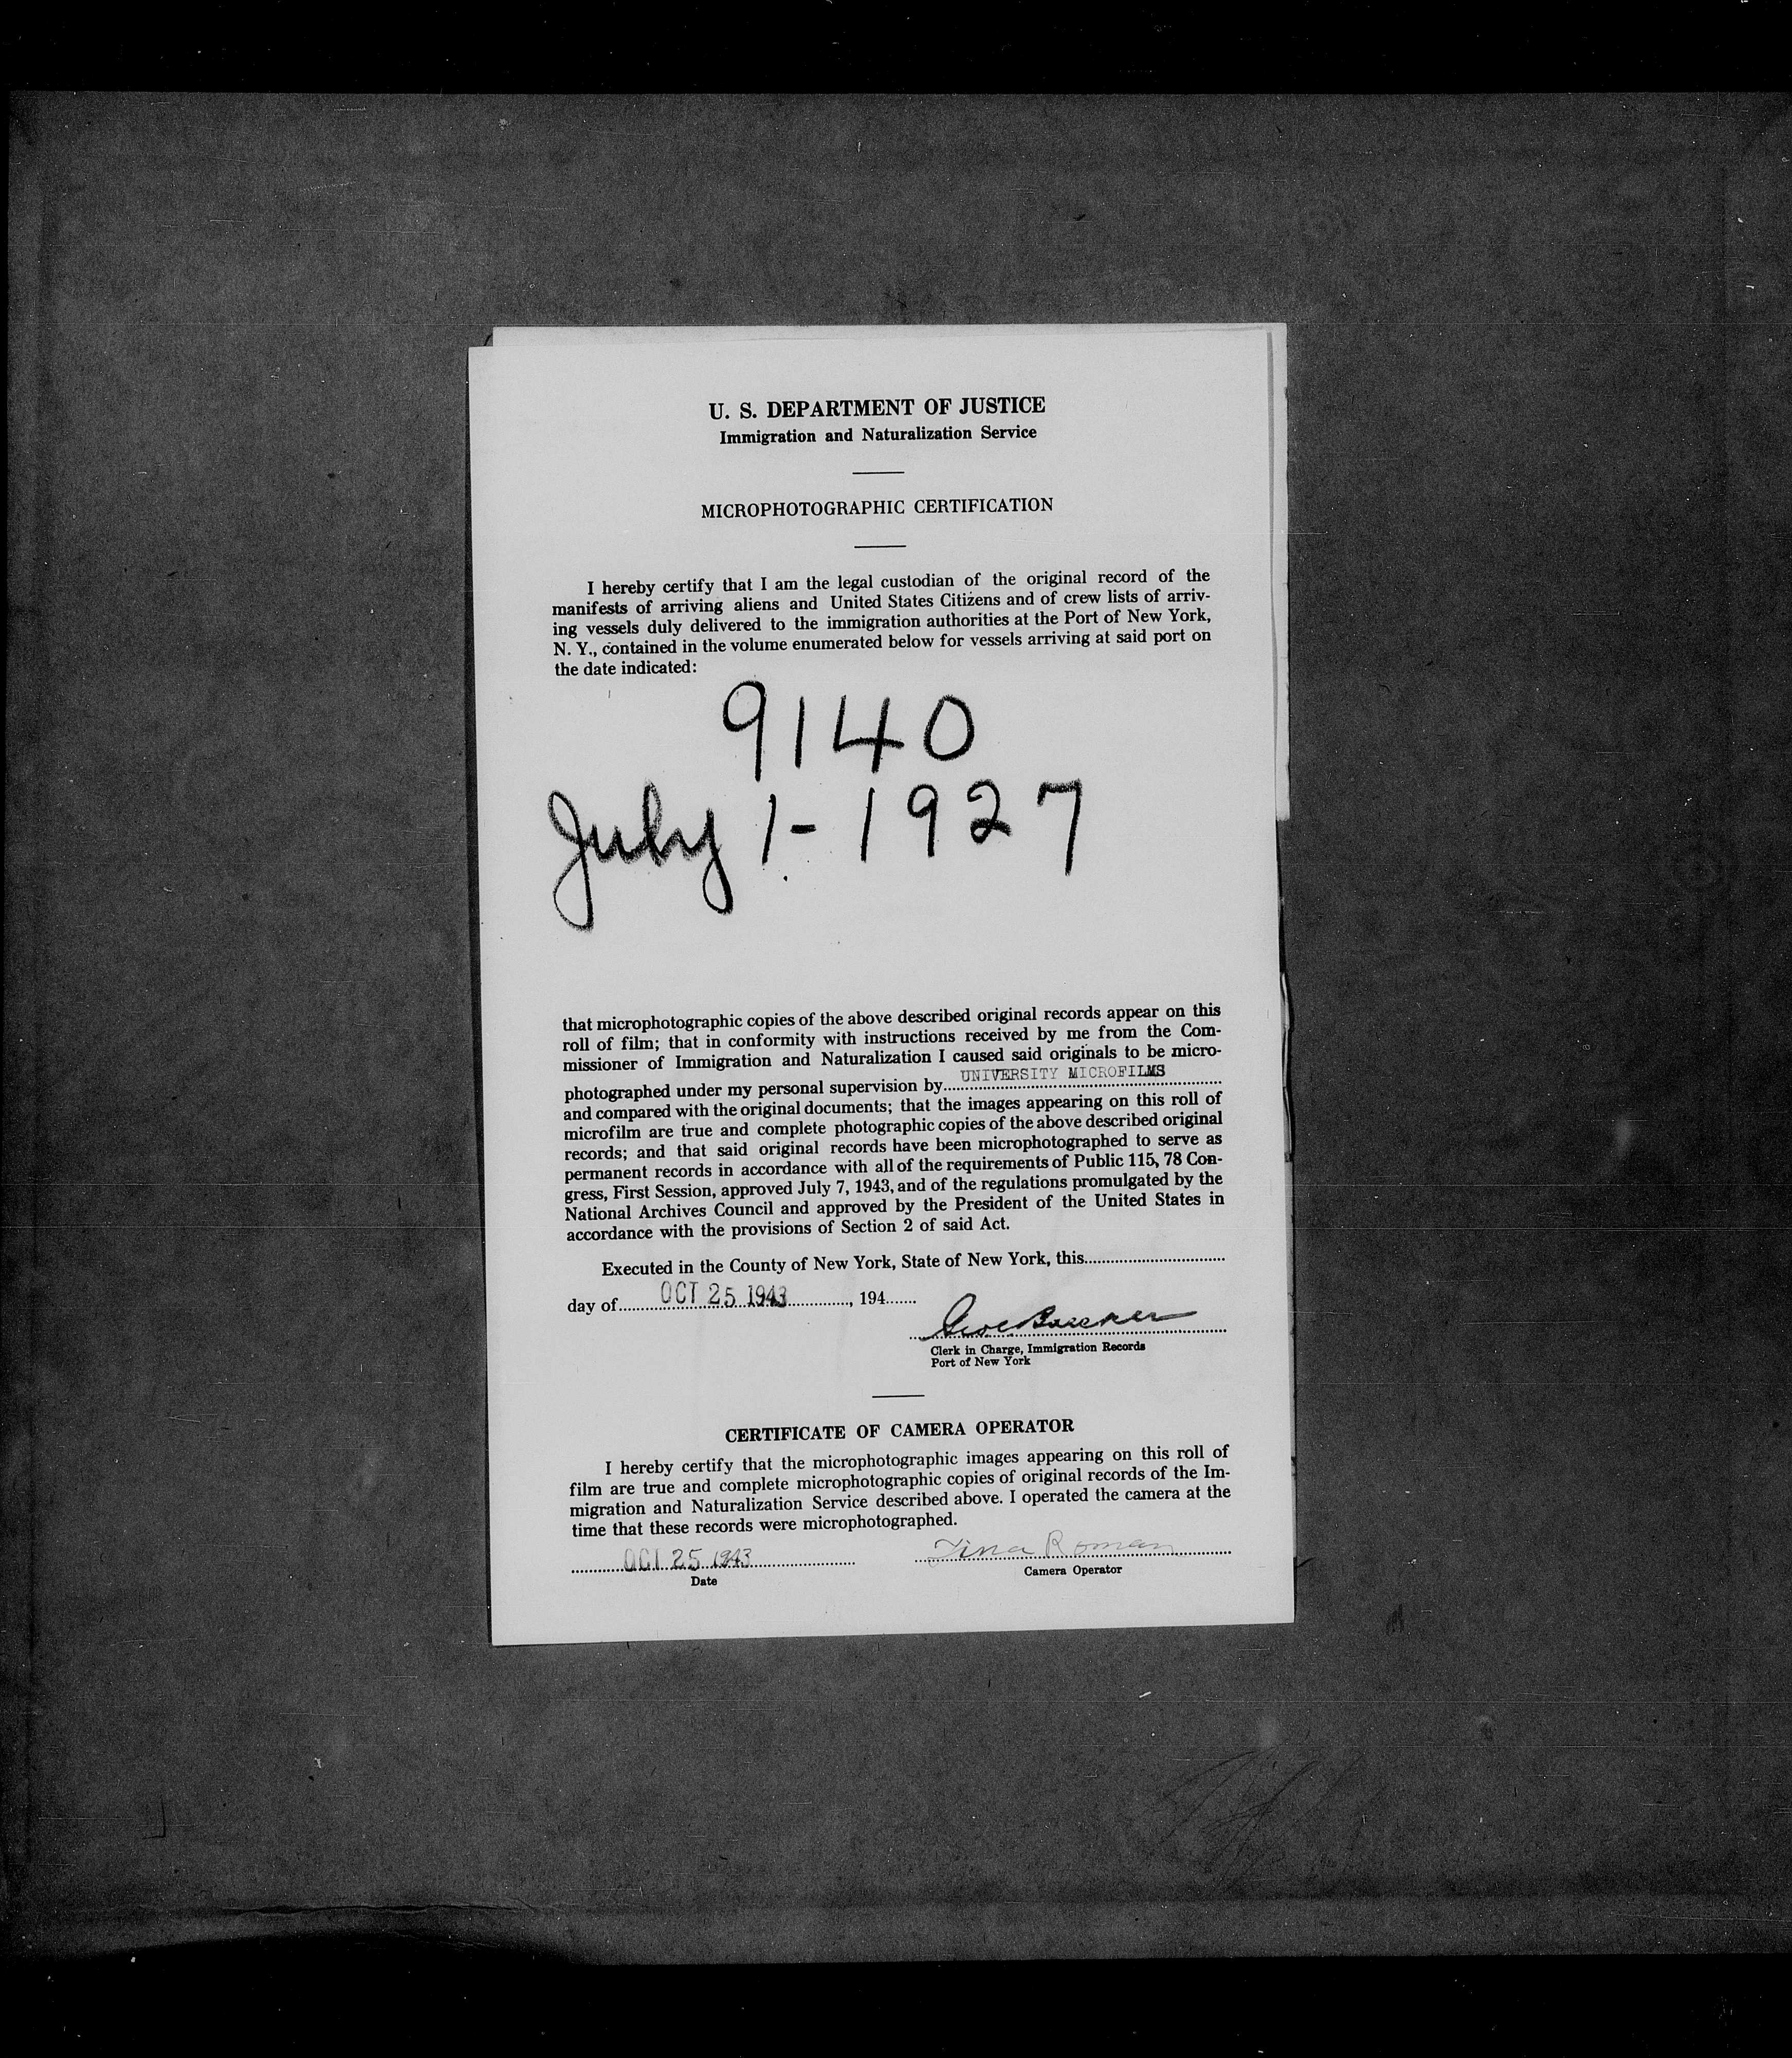 U. S. DEPARTMENT OF JUSTICE
Immigration and Naturalization Service
MICROPHOTOGRAPHIC CERTIFICATION
I hereby certify that I am the legal custodian of the original record of the
manifests of arriving aliens and United States Citizens and of crew lists of arriv-
ing vessels duly delivered to the immigration authorities at the Port of New York,
N. Y., contained in the volume enumerated below for vessels arriving at said port on
the date indicated:
9140
July 1- 1927
that microphotographic copies of the above described original records appear on this
roll of film; that in conformity with instructions received by me from the Com-
missioner of Immigration and Naturalization I caused said originals to be micro-
photographed under my personal supervision by UNIVERSITY MICROFILMS
and compared with the original documents; that the images appearing on this roll of
microfilm are true and complete photographic copies of the above described original
records; and that said original records have been microphotographed to serve as
permanent records in accordance with all of the requirements of Public 115, 78 Con-
gress, First Session, approved July 7, 1943, and of the regulations promulgated by the
National Archives Council and approved by the President of the United States in
accordance with the provisions of Section 2 of said Act.
Executed in the County of New York, State of New York, this
day of OCT 25 1943, 194
Clerk in Charge, Immigration Records
Port of New York
CERTIFICATE OF CAMERA OPERATOR
I hereby certify that the microphotographic images appearing on this roll of
film are true and complete microphotographic copies of original records of the Im-
migration and Naturalization Service described above. I operated the camera at the
time that these records were microphotographed.
OCT 25 1943 Tina Roman
Date Camera Operator